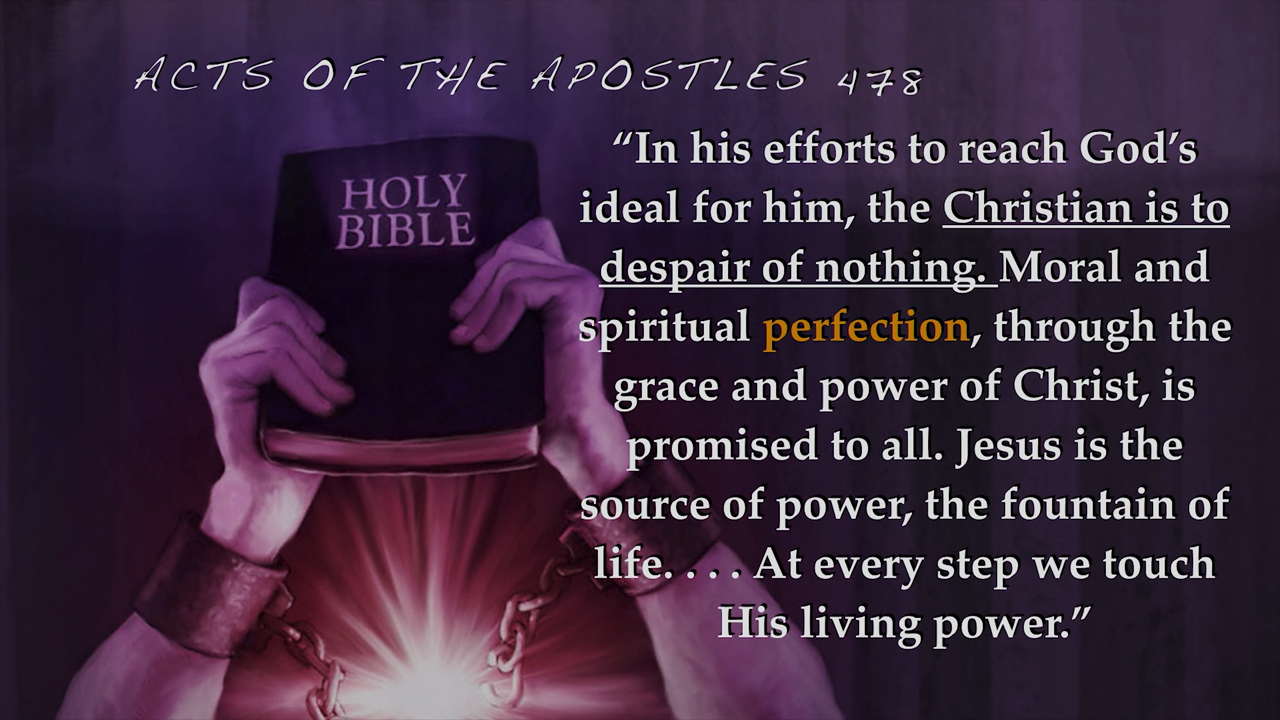 ACTS OF THE APOSTLES 478
HOLY
BIBLE
“In his efforts to reach God’s
ideal for him, the Christian is to
despair of nothing. Moral and
spiritual perfection, through the
grace and power of Christ, is
promised to all. Jesus is the
source of power, the fountain of
life. . . . At every step we touch
His living power.”